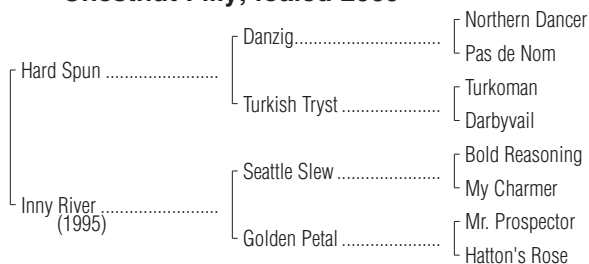 Northern Dancer
Danzig..............................
Pas de Nom
Hard Spun .......................
Turkoman
Turkish Tryst .....................
Darbyvail
Bold Reasoning
Seattle Slew ......................
My Charmer
Inny River ........................
(1995)
Mr. Prospector
Golden Petal .....................
Hatton's Rose